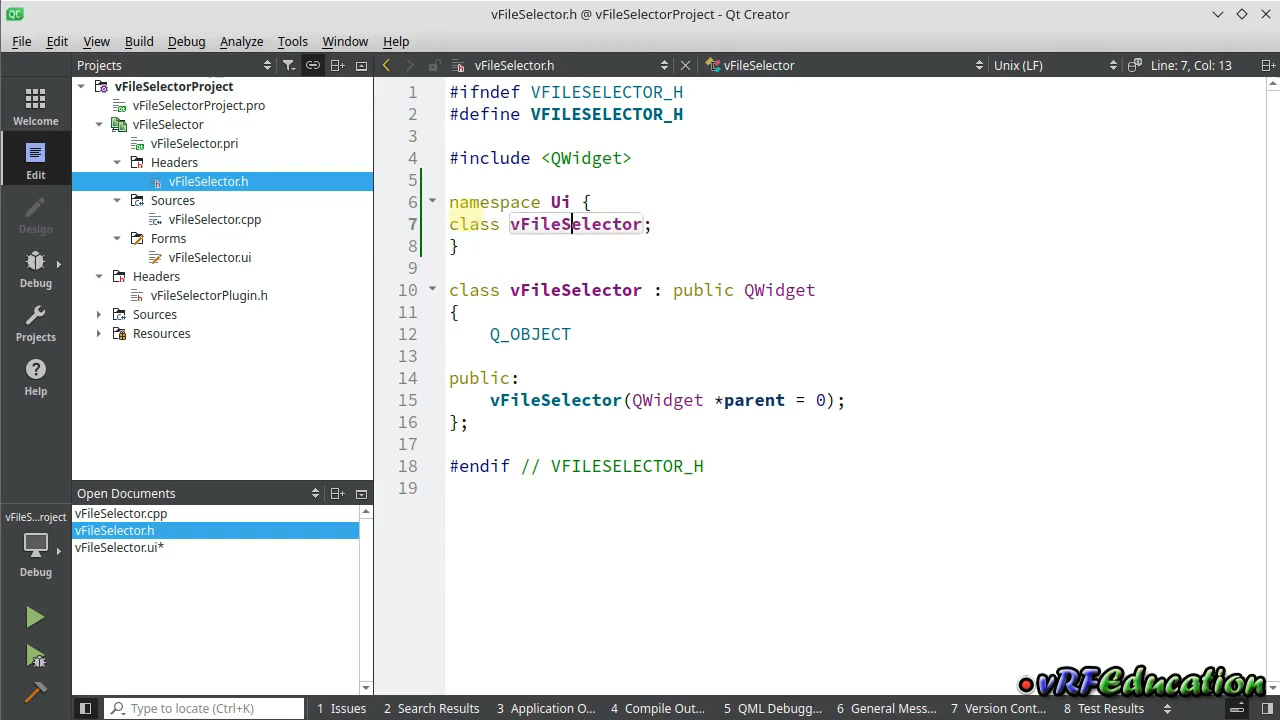 vFileSelector.h @ vFileSelectorProject - Qt Creator
File Edit View Build Debug Analyze Tools Window Help
Projects
vFileSelector.h
vFileSelector
Unix (LF)
Line: 7, Col: 13
Welcome
Edit
Design
Debug
Projects
Help
vFileS...roject
Debug
vFileSelectorProject
vFileSelectorProject.pro
vFileSelector
vFileSelector.pri
Headers
vFileSelector.h
Sources
vFileSelector.cpp
Forms
vFileSelector.ui
Headers
vFileSelectorPlugin.h
Sources
Resources
Open Documents
vFileSelector.cpp
vFileSelector.h
vFileSelector.ui*
1 #ifndef VFILESELECTOR_H
2 #define VFILESELECTOR_H
3
4 #include <QWidget>
5
6 namespace Ui {
7 class vFileSelector;
8 }
9
10 class vFileSelector : public QWidget
11 {
12 Q_OBJECT
13
14 public:
15 vFileSelector(QWidget *parent = 0);
16 };
17
18 #endif // VFILESELECTOR_H
19
vRFEducation
Type to locate (Ctrl+K)
1 Issues
2 Search Results
3 Application O...
4 Compile Out...
5 QML Debugg...
6 General Mess...
7 Version Cont...
8 Test Results